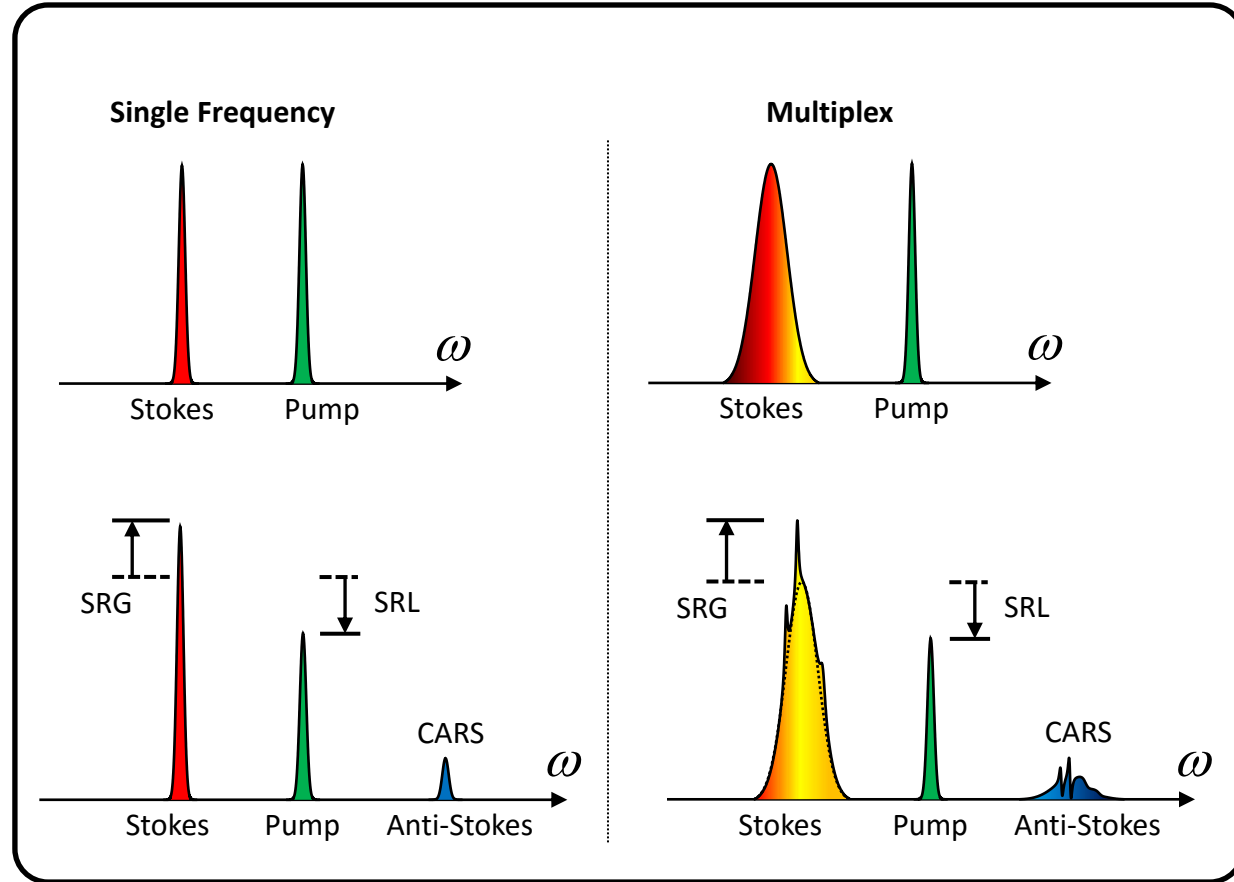 Single Frequency
Multiplex
ω
Stokes
Pump
ω
Stokes
Pump
SRG
SRL
CARS
ω
Stokes
Pump
Anti-Stokes
SRG
SRL
CARS
ω
Stokes
Pump
Anti-Stokes